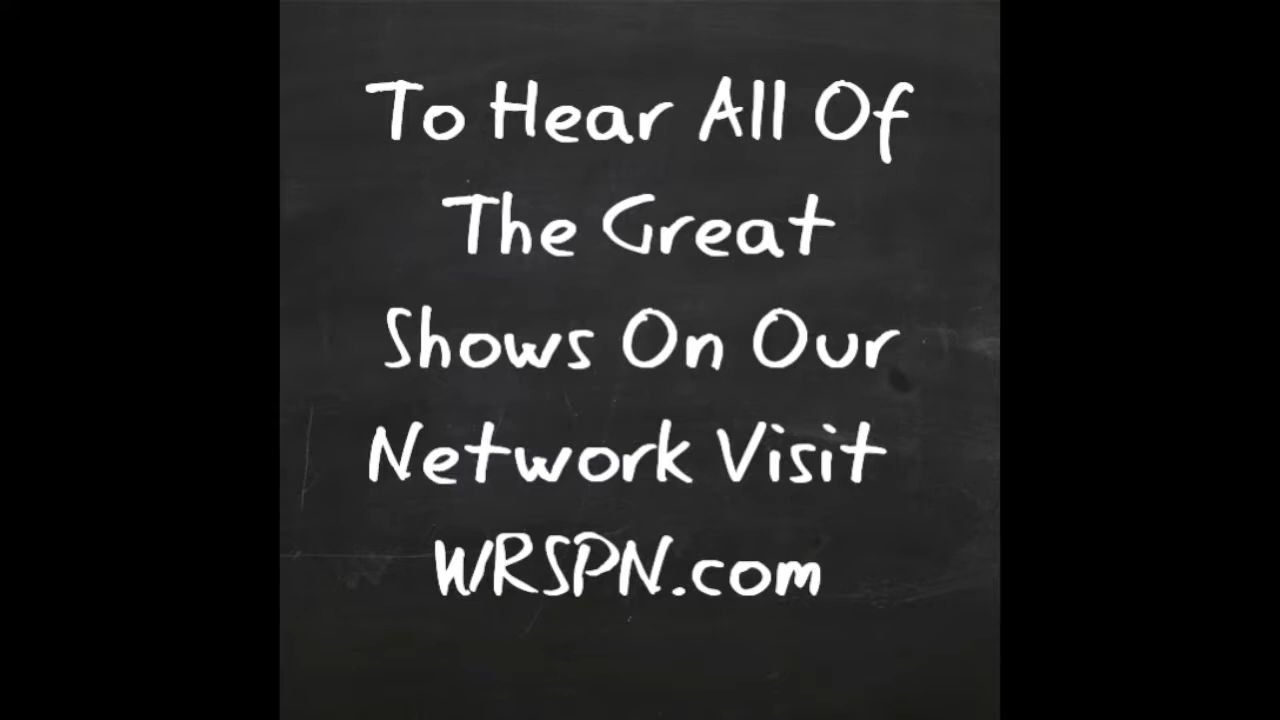 To Hear All Of
The Great
Shows On Our
Network Visit
WRSPN.com